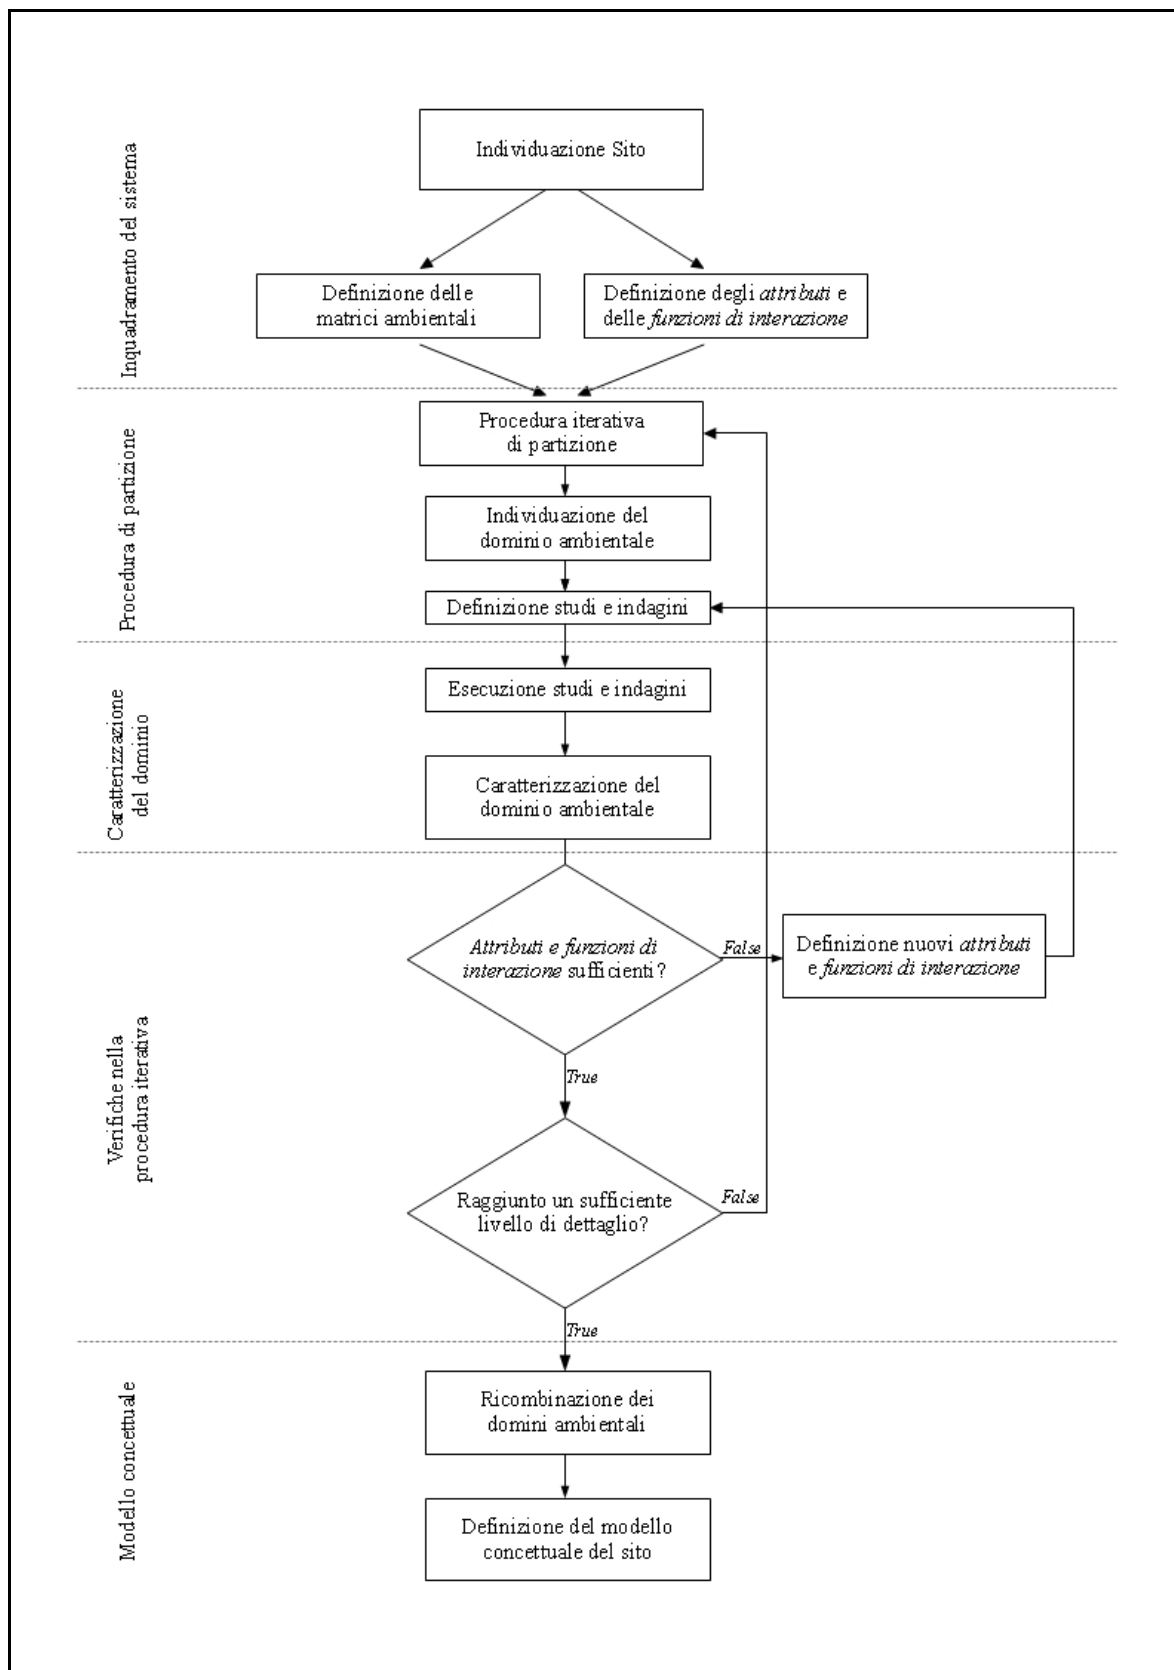 Inquadramento del sistema
Individuazione Sito
Definizione delle
matrici ambientali
Definizione degli attributi e
delle funzioni di interazione
Procedura di partizione
Procedura iterativa
di partizione
Individuazione del
dominio ambientale
Definizione studi e indagini
Caratterizzazione
del dominio
Esecuzione studi e indagini
Caratterizzazione del
dominio ambientale
Verifiche nella
procedura iterativa
Attributi e funzioni di
interazione sufficienti?
False
Definizione nuovi attributi
e funzioni di interazione
True
Raggiunto un sufficiente
livello di dettaglio?
False
True
Modello concettuale
Ricombinazione dei
domini ambientali
Definizione del modello
concettuale del sito